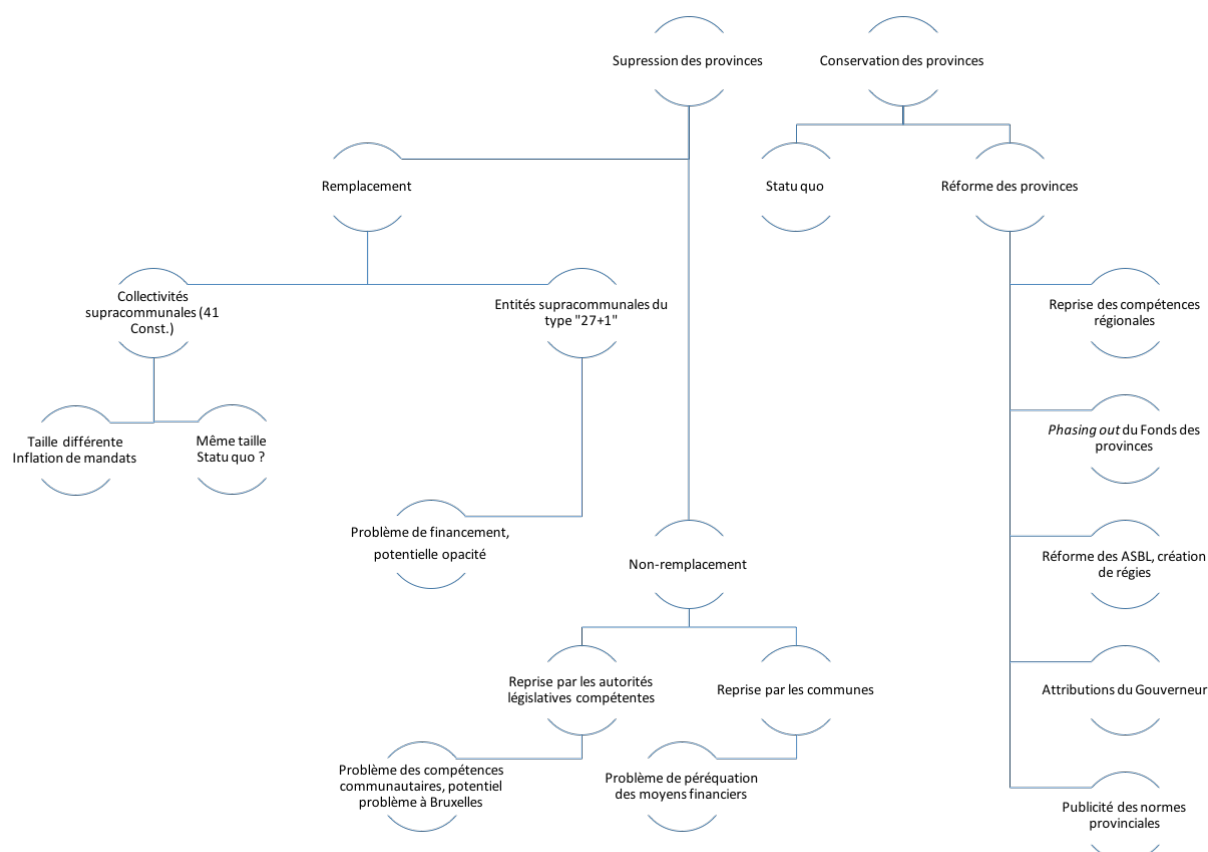 Supression des provinces
Conservation des provinces
Remplacement
Statu quo
Réforme des provinces
Collectivités
supracommunales (41
Const.)
Entités supracommunales du
type "27+1"
Reprise des compétences
régionales
Taille différente
Inflation de mandats
Même taille
Statu quo ?
Phasing out du Fonds des
provinces
Problème de financement,
potentielle opacité
Non-remplacement
Réforme des ASBL, création
de régies
Reprise par les autorités
législatives compétentes
Reprise par les communes
Attributions du Gouverneur
Problème des compétences
communautaires, potentiel
problème à Bruxelles
Problème de péréquation
des moyens financiers
Publicité des normes
provinciales